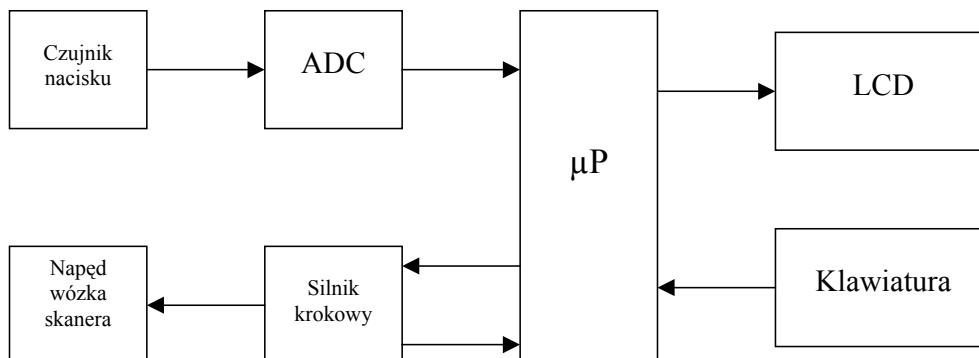 Czujnik
nacisku
ADC
µP
LCD
Napęd
wózka
skanera
Silnik
krokowy
Klawiatura